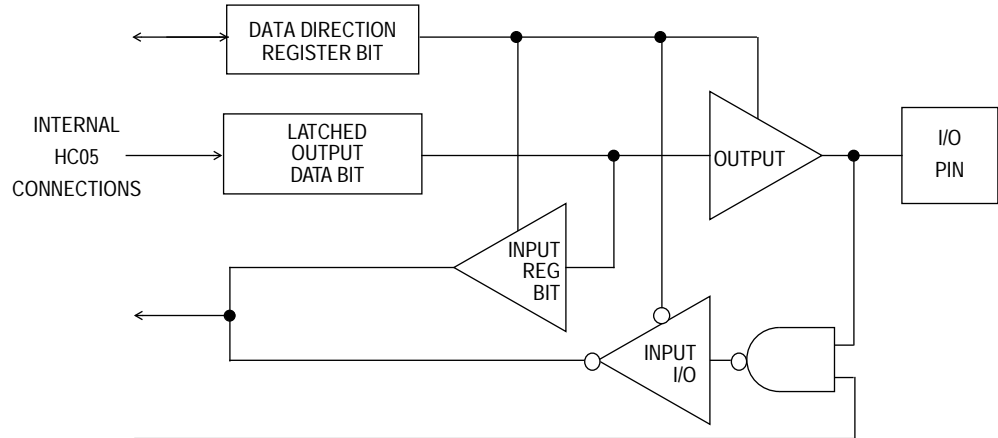 DATA DIRECTION
REGISTER BIT
INTERNAL
HC05
CONNECTIONS
LATCHED
OUTPUT
DATA BIT
OUTPUT
I/O
PIN
INPUT
REG
BIT
INPUT
I/O